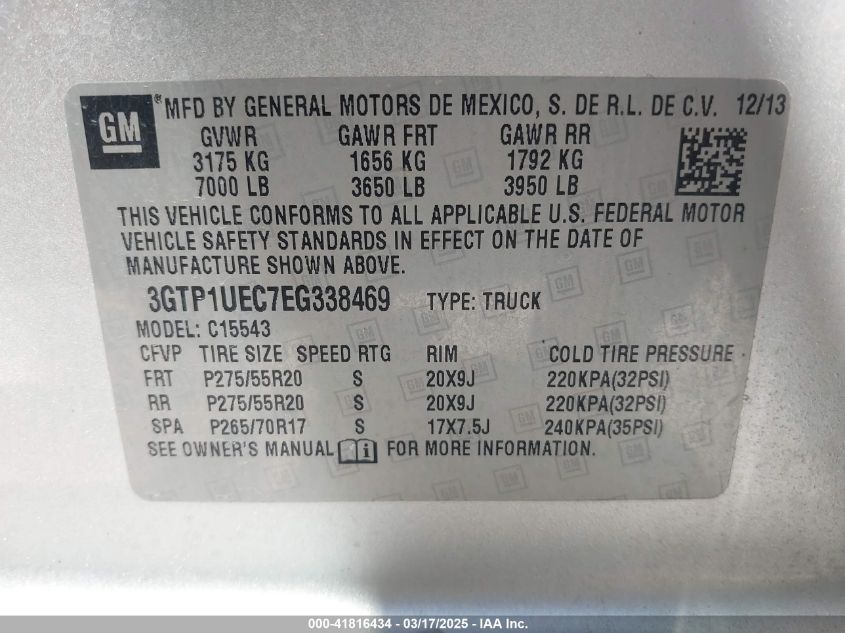 GM ® MFD BY GENERAL MOTORS DE MEXICO, S. DE R.L. DE C.V. 12/13
GVWR GAWR FRT GAWR RR
3175 KG 1656 KG 1792 KG
7000 LB 3650 LB 3950 LB
THIS VEHICLE CONFORMS TO ALL APPLICABLE U.S. FEDERAL MOTOR
VEHICLE SAFETY STANDARDS IN EFFECT ON THE DATE OF
MANUFACTURE SHOWN ABOVE.
3GTP1UEC7EG338469 TYPE: TRUCK
MODEL: C15543
CFVP TIRE SIZE SPEED RTG RIM COLD TIRE PRESSURE
FRT P275/55R20 S 20X9J 220KPA(32PSI)
RR P275/55R20 S 20X9J 220KPA(32PSI)
SPA P265/70R17 S 17X7.5J 240KPA(35PSI)
SEE OWNER'S MANUAL i FOR MORE INFORMATION.
000-41816434 - 03/17/2025 - IAA Inc.